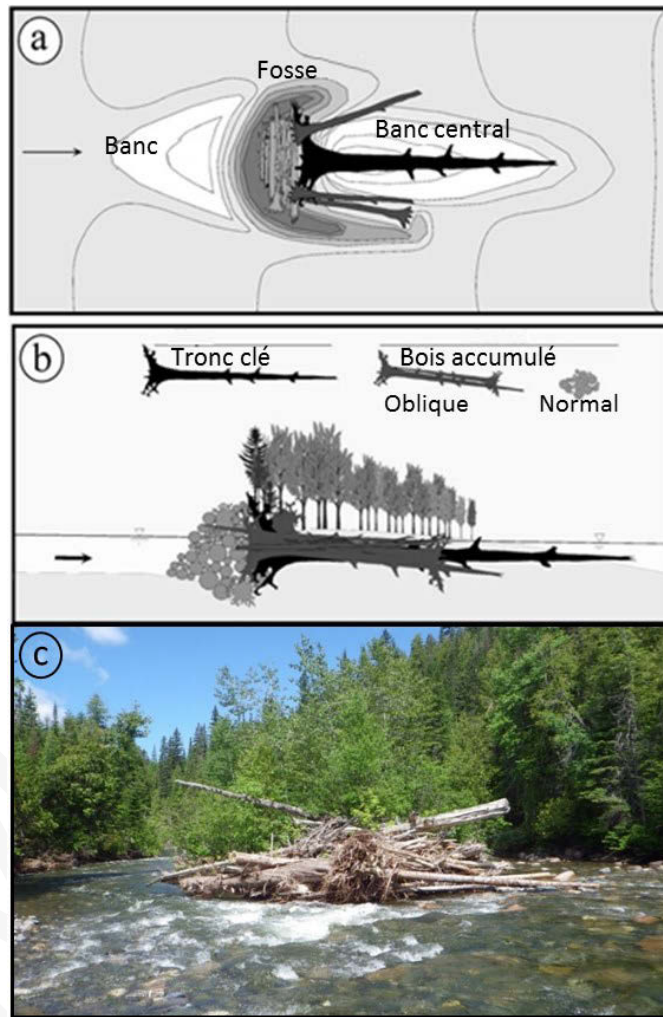 a
Fosse
Banc
Banc central
b
Tronc clé
Bois accumulé
Oblique
Normal
c